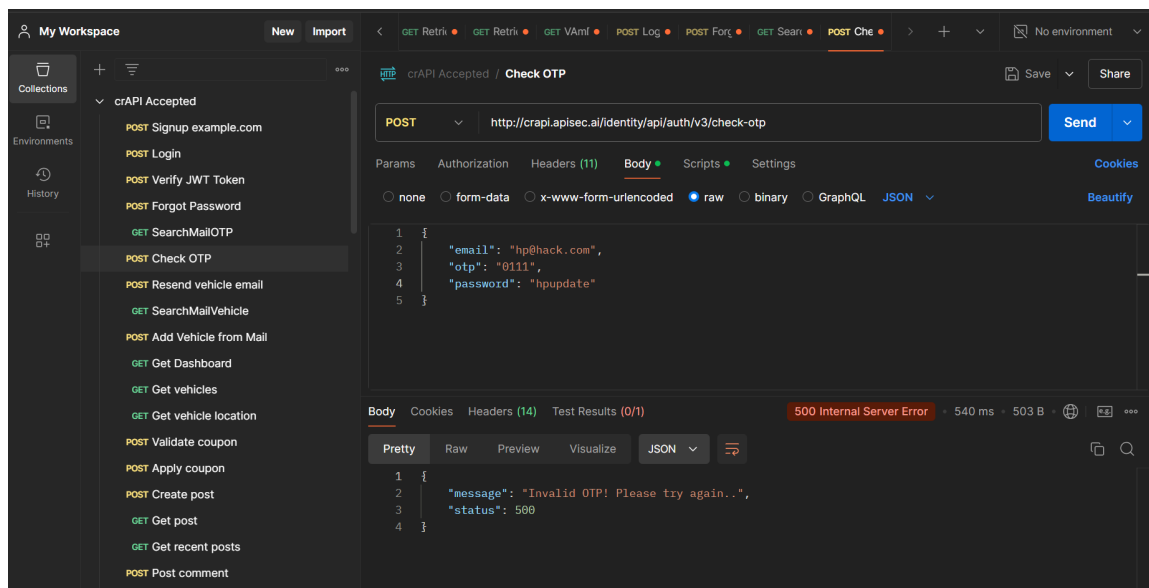 My Workspace
New
Import
GET Retrie
GET Retrie
GET VAmI
POST Log
POST Forg
GET Searc
POST Che
No environment
Collections
Environments
History
crAPI Accepted
POST Signup example.com
POST Login
POST Verify JWT Token
POST Forgot Password
GET SearchMailOTP
POST Check OTP
POST Resend vehicle email
GET SearchMailVehicle
POST Add Vehicle from Mail
GET Get Dashboard
GET Get vehicles
GET Get vehicle location
POST Validate coupon
POST Apply coupon
POST Create post
GET Get post
GET Get recent posts
POST Post comment
HTTP crAPI Accepted / Check OTP
Save
Share
POST http://crapi.apisec.ai/identity/api/auth/v3/check-otp
Send
Params Authorization Headers (11) Body Scripts Settings
Cookies
none form-data x-www-form-urlencoded raw binary GraphQL JSON
Beautify
1 {
2 "email": "hp@hack.com",
3 "otp": "0111",
4 "password": "hpupdate"
5 }
Body Cookies Headers (14) Test Results (0/1)
500 Internal Server Error 540 ms 503 B
e.g.
Pretty Raw Preview Visualize JSON
1 {
2 "message": "Invalid OTP! Please try again..",
3 "status": 500
4 }